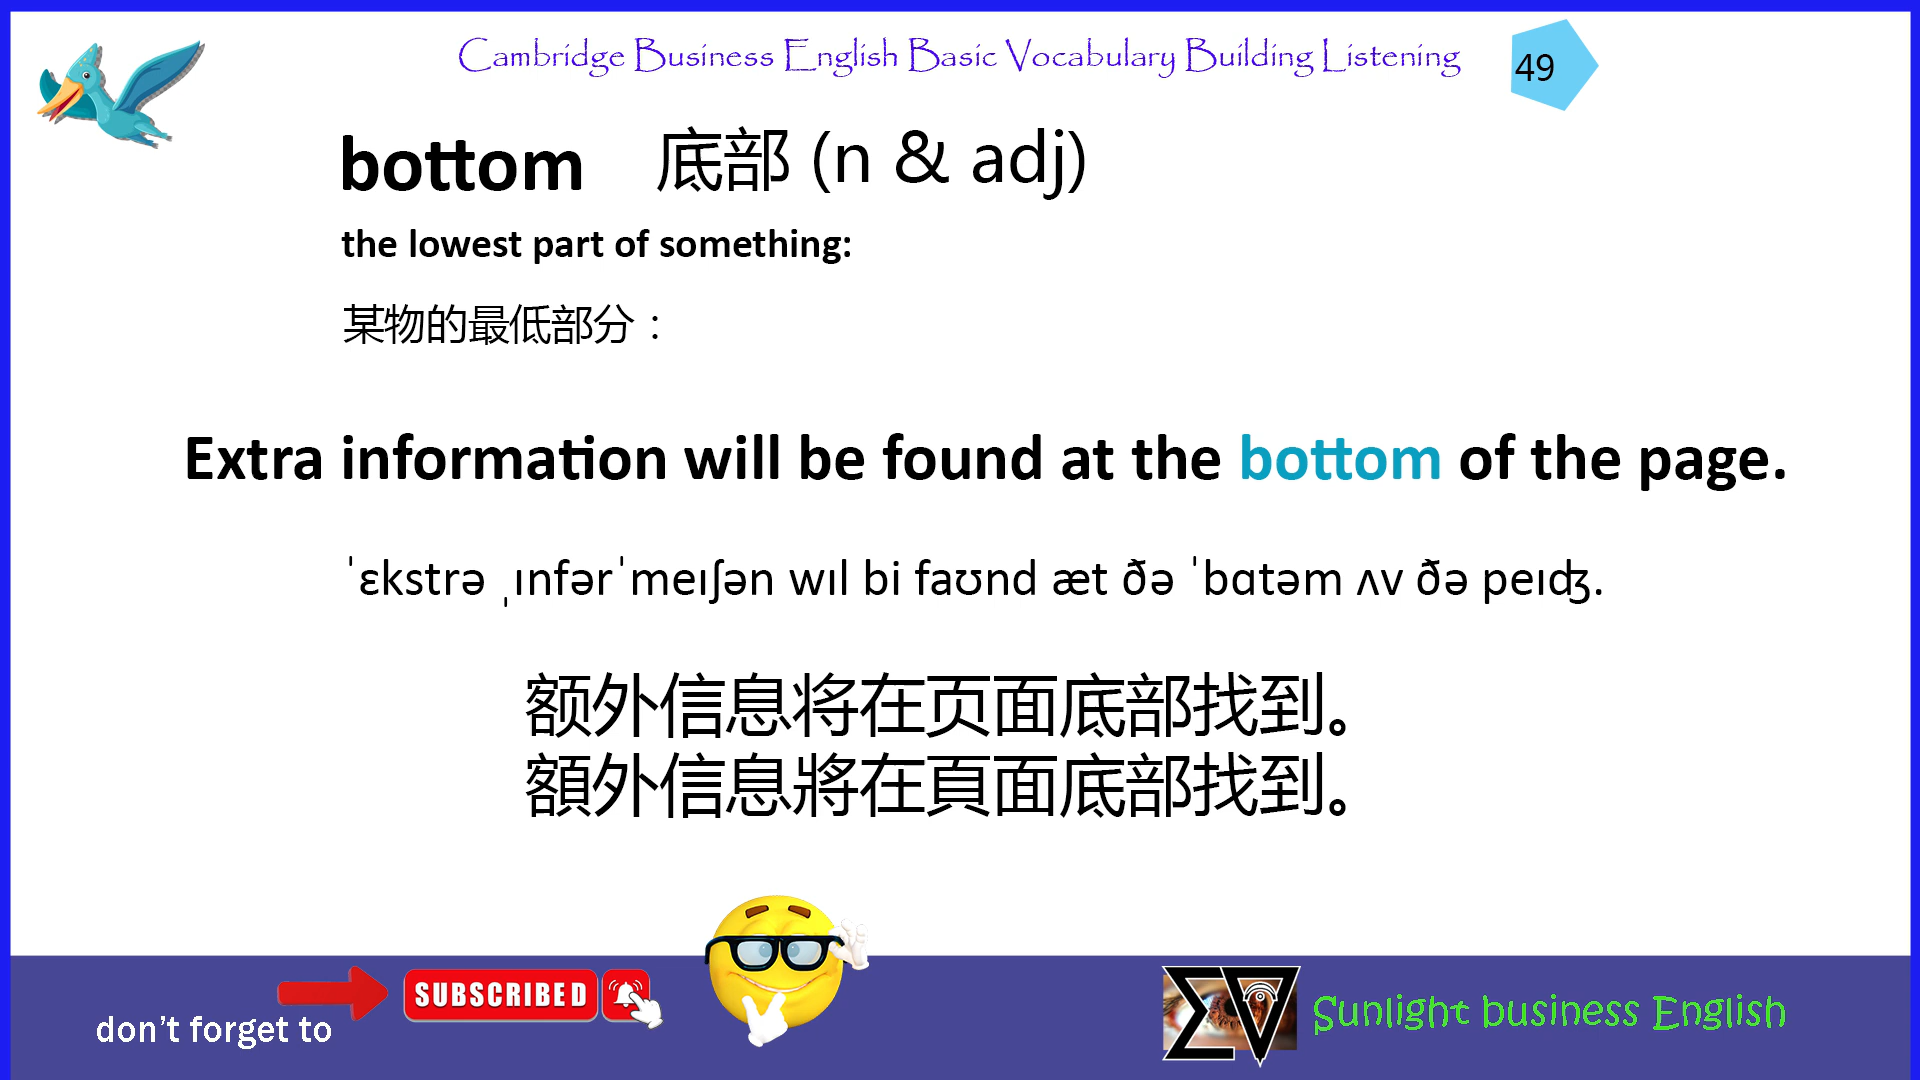 Cambridge Business English Basic Vocabulary Building Listening
49
bottom 底部 (n & adj)
the lowest part of something:
某物的最低部分：
Extra information will be found at the bottom of the page.
ˈɛkstrə ˌɪnfərˈmeɪʃən wɪl bi faʊnd æt ðə ˈbɑtəm ʌv ðə peɪʤ.
额外信息将在页面底部找到。
額外信息將在頁面底部找到。
don’t forget to
SUBSCRIBED
Sunlight business English